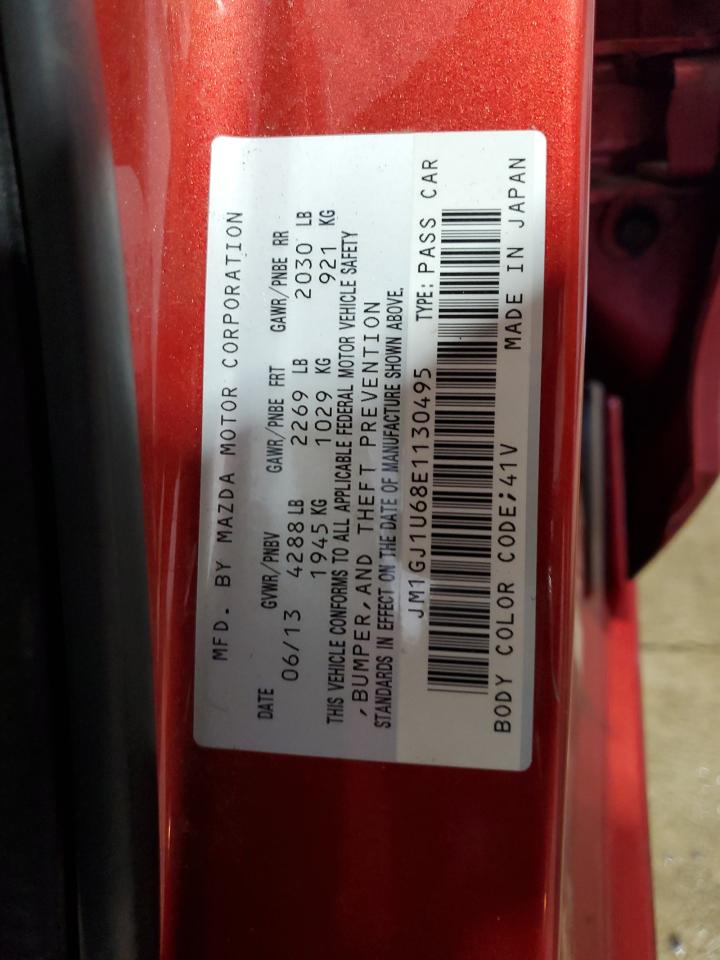 MFD. BY MAZDA MOTOR CORPORATION
DATE GVWR/PNBV GAWR/PNBE FRT GAWR/PNBE RR
06/13 4288 LB 2269 LB 2030 LB
1945 KG 1029 KG 921 KG
THIS VEHICLE CONFORMS TO ALL APPLICABLE FEDERAL MOTOR VEHICLE SAFETY
,BUMPER,AND THEFT PREVENTION
STANDARDS IN EFFECT ON THE DATE OF MANUFACTURE SHOWN ABOVE.
JM1GJ1U68E1130495 TYPE: PASS CAR
BODY COLOR CODE;41V MADE IN JAPAN